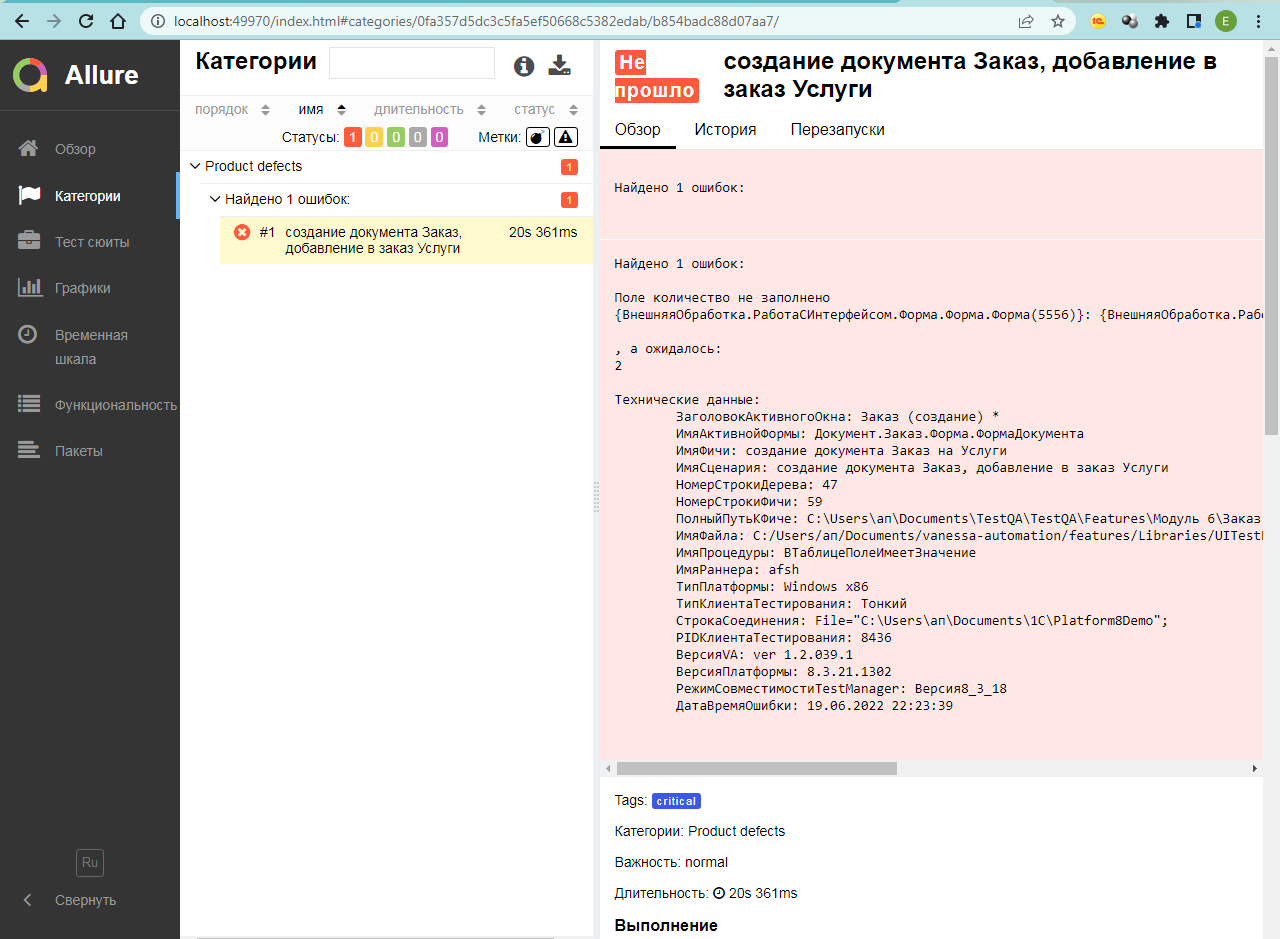 localhost:49970/index.html#categories/0fa357d5dc3c5fa5ef50668c5382edab/b854badc88d07aa7/
E
Allure
Обзор
Категории
Тест сюиты
Графики
Временная
шкала
Функциональность
Пакеты
Ru
Свернуть
Категории
порядок имя длительность статус
Статусы: 1 0 0 0 0 Метки:
Product defects 1
Найдено 1 ошибок: 1
#1 создание документа Заказ, 20s 361ms
добавление в заказ Услуги
Не
прошло
создание документа Заказ, добавление в
заказ Услуги
Обзор История Перезапуски
Найдено 1 ошибок:
Найдено 1 ошибок:
Поле количество не заполнено
{ВнешняяОбработка.РаботаСИнтерфейсом.Форма.Форма.Форма(5556)}: {ВнешняяОбработка.Рабо
, а ожидалось:
2
Технические данные:
ЗаголовокАктивногоОкна: Заказ (создание) *
ИмяАктивнойФормы: Документ.Заказ.Форма.ФормаДокумента
ИмяФичи: создание документа Заказ на Услуги
ИмяСценария: создание документа Заказ, добавление в заказ Услуги
НомерСтрокиДерева: 47
НомерСтрокиФичи: 59
ПолныйПутьКФиче: C:\Users\ап\Documents\TestQA\TestQA\Features\Модуль 6\Заказ
ИмяФайла: C:/Users/ап/Documents/vanessa-automation/features/Libraries/UITest
ИмяПроцедуры: ВТаблицеПолеИмеетЗначение
ИмяРаннера: afsh
ТипПлатформы: Windows x86
ТипКлиентаТестирования: Тонкий
СтрокаСоединения: File="C:\Users\ап\Documents\1C\Platform8Demo";
PIDКлиентаТестирования: 8436
ВерсияVA: ver 1.2.039.1
ВерсияПлатформы: 8.3.21.1302
РежимСовместимостиTestManager: Версия8_3_18
ДатаВремяОшибки: 19.06.2022 22:23:39
Tags: critical
Категории: Product defects
Важность: normal
Длительность: 20s 361ms
Выполнение